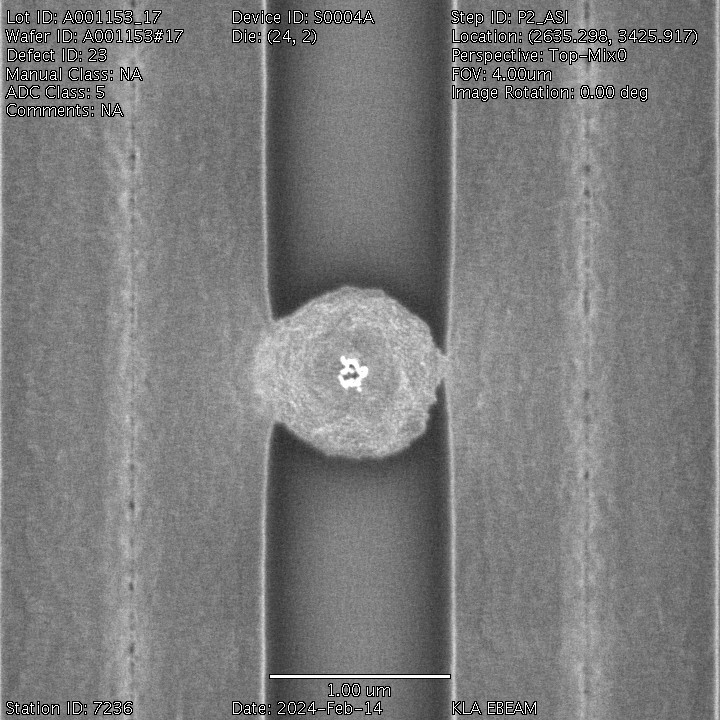 Lot ID: A001153_17 Device ID: S0004A Step ID: P2_ASI
Wafer ID: A001153#17 Die: (24, 2) Location: (2635.298, 3425.917)
Defect ID: 23 Perspective: Top-Mix0
Manual Class: NA FOV: 4.00um
ADC Class: 5 Image Rotation: 0.00 deg
Comments: NA
1.00 um
Station ID: 7236 Date: 2024-Feb-14 KLA EBEAM